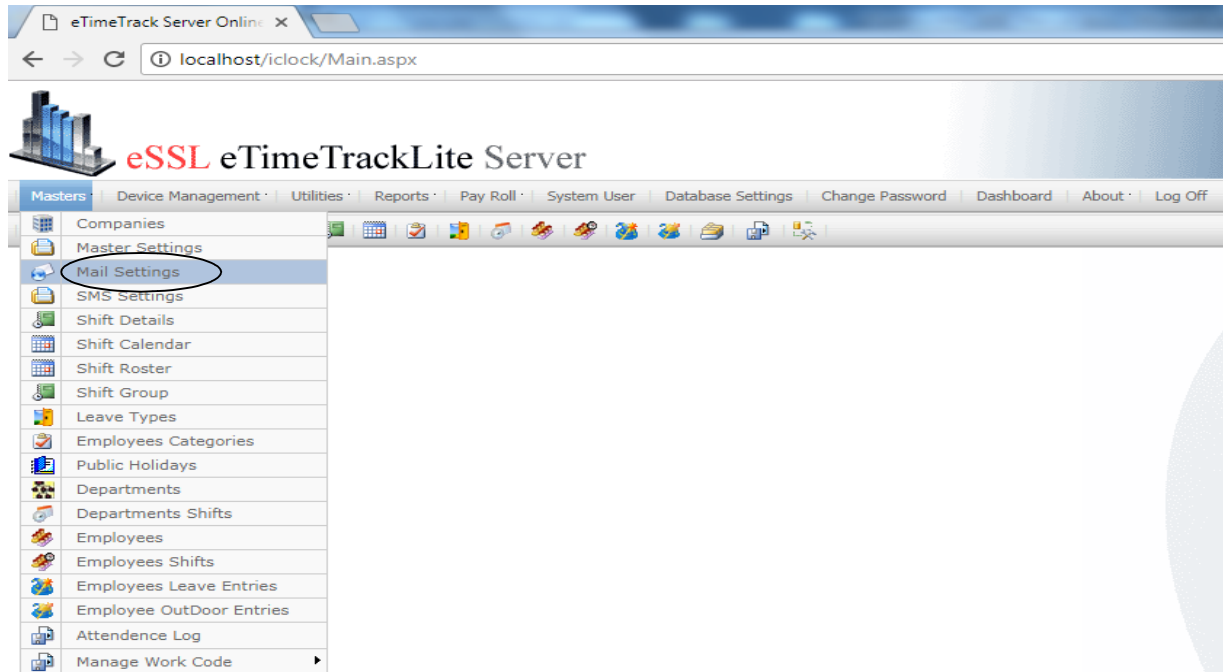 eTimeTrack Server Online
localhost/iclock/Main.aspx
eSSL eTimeTrackLite Server
Masters Device Management Utilities Reports Pay Roll System User Database Settings Change Password Dashboard About Log Off
Companies
Master Settings
Mail Settings
SMS Settings
Shift Details
Shift Calendar
Shift Roster
Shift Group
Leave Types
Employees Categories
Public Holidays
Departments
Departments Shifts
Employees
Employees Shifts
Employees Leave Entries
Employee OutDoor Entries
Attendence Log
Manage Work Code